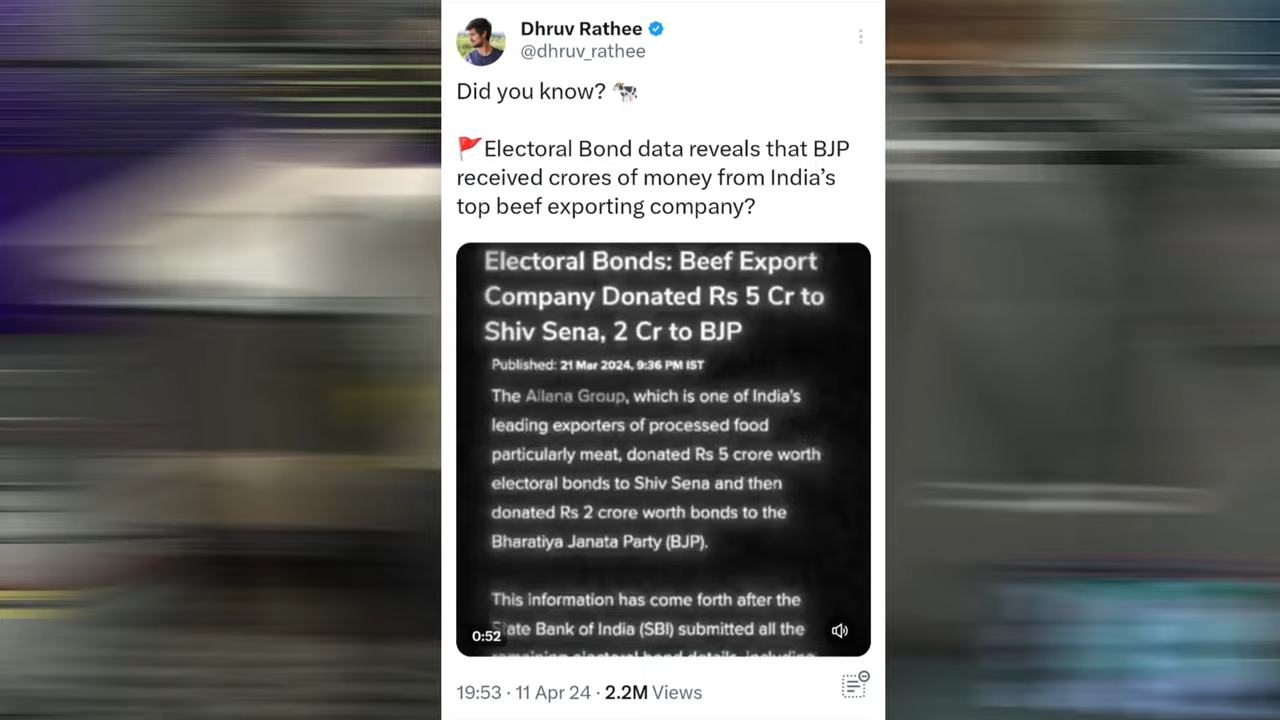 Dhruv Rathee
@dhruv_rathee
Did you know? 🐄
🚩Electoral Bond data reveals that BJP
received crores of money from India’s
top beef exporting company?
Electoral Bonds: Beef Export
Company Donated Rs 5 Cr to
Shiv Sena, 2 Cr to BJP
Published: 21 Mar 2024, 9:36 PM IST
The Allana Group, which is one of India's
leading exporters of processed food
particularly meat, donated Rs 5 crore worth
electoral bonds to Shiv Sena and then
donated Rs 2 crore worth bonds to the
Bharatiya Janata Party (BJP).
This information has come forth after the
State Bank of India (SBI) submitted all the
remaining electoral bond details, including
0:52
19:53 · 11 Apr 24 · 2.2M Views